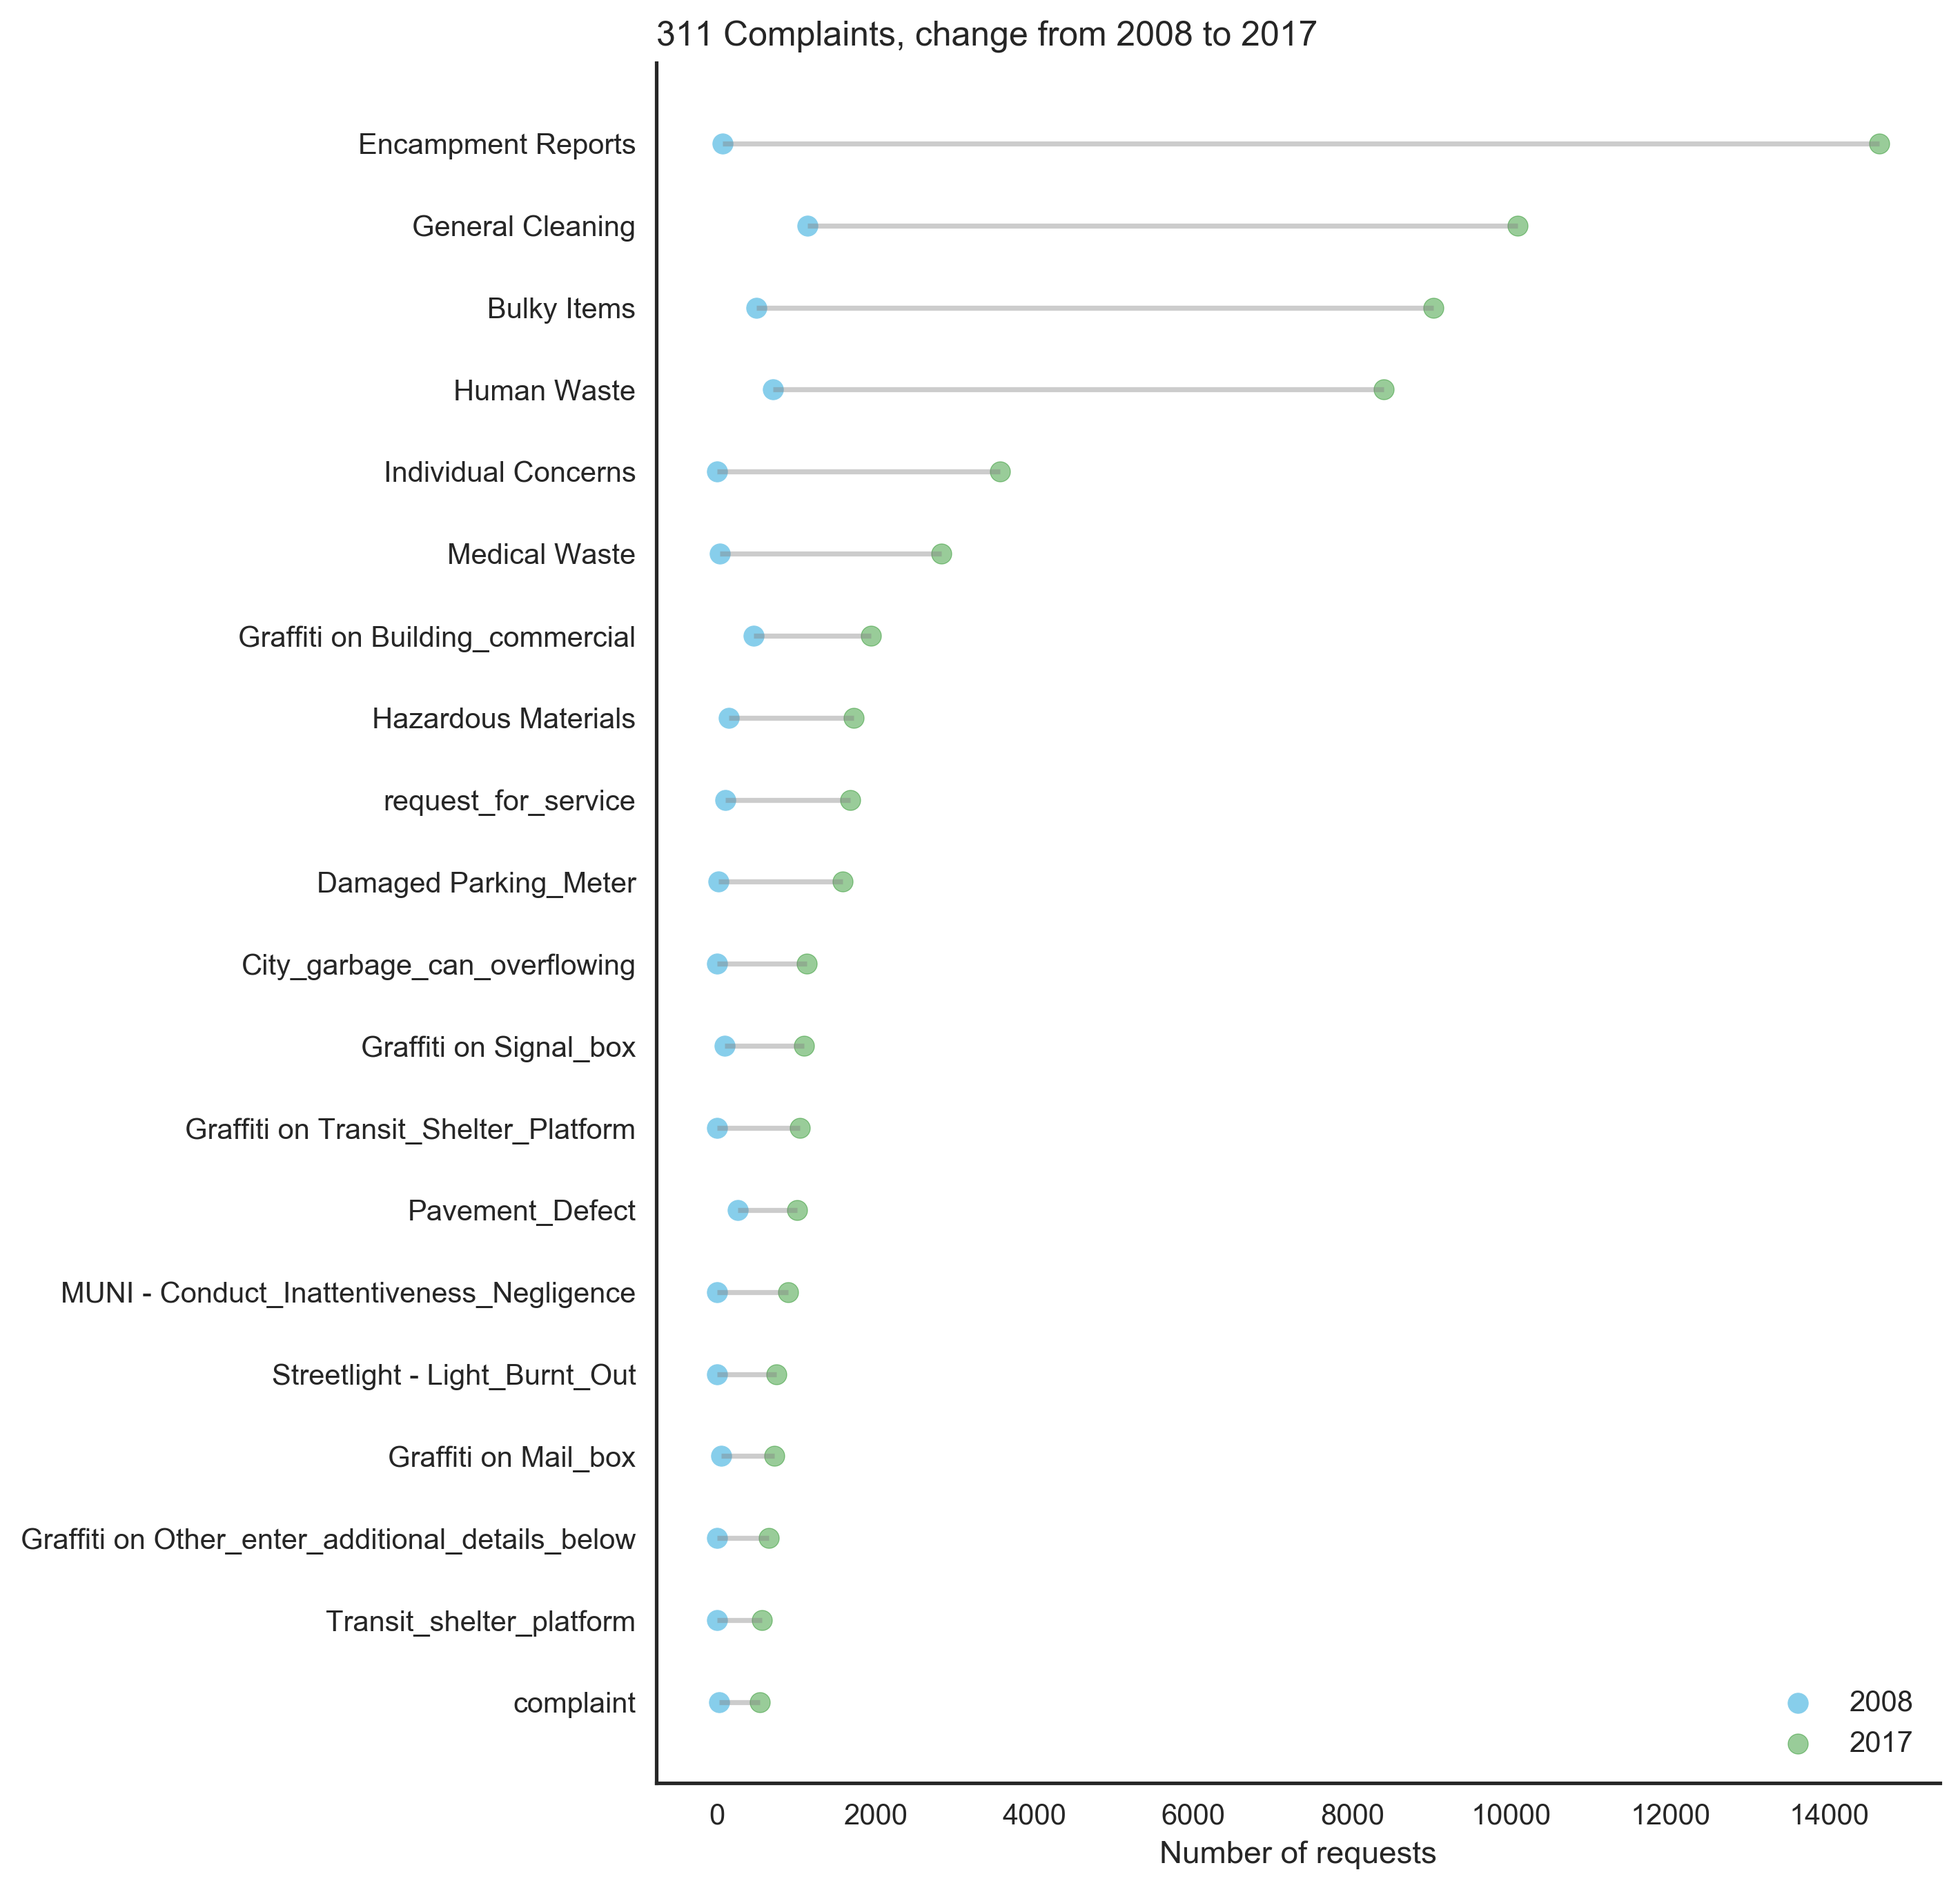 311 Complaints, change from 2008 to 2017
Encampment Reports
General Cleaning
Bulky Items
Human Waste
Individual Concerns
Medical Waste
Graffiti on Building_commercial
Hazardous Materials
request_for_service
Damaged Parking_Meter
City_garbage_can_overflowing
Graffiti on Signal_box
Graffiti on Transit_Shelter_Platform
Pavement_Defect
MUNI - Conduct_Inattentiveness_Negligence
Streetlight - Light_Burnt_Out
Graffiti on Mail_box
Graffiti on Other_enter_additional_details_below
Transit_shelter_platform
complaint
2008
2017
0 2000 4000 6000 8000 10000 12000 14000
Number of requests